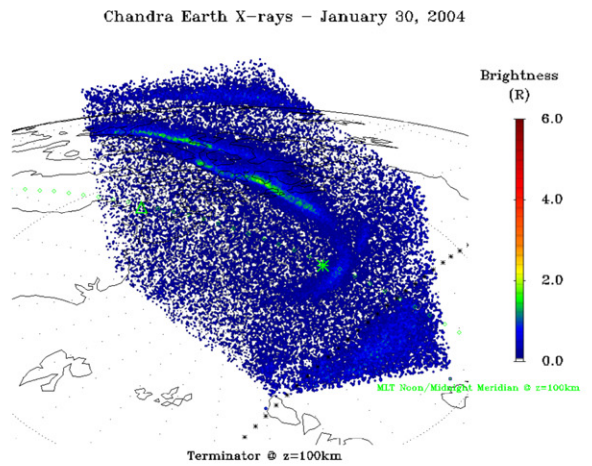 Chandra Earth X-rays - January 30, 2004
Brightness
(R)
6.0
4.0
2.0
0.0
MLT Noon/Midnight Meridian @ z=100km
Terminator @ z=100km